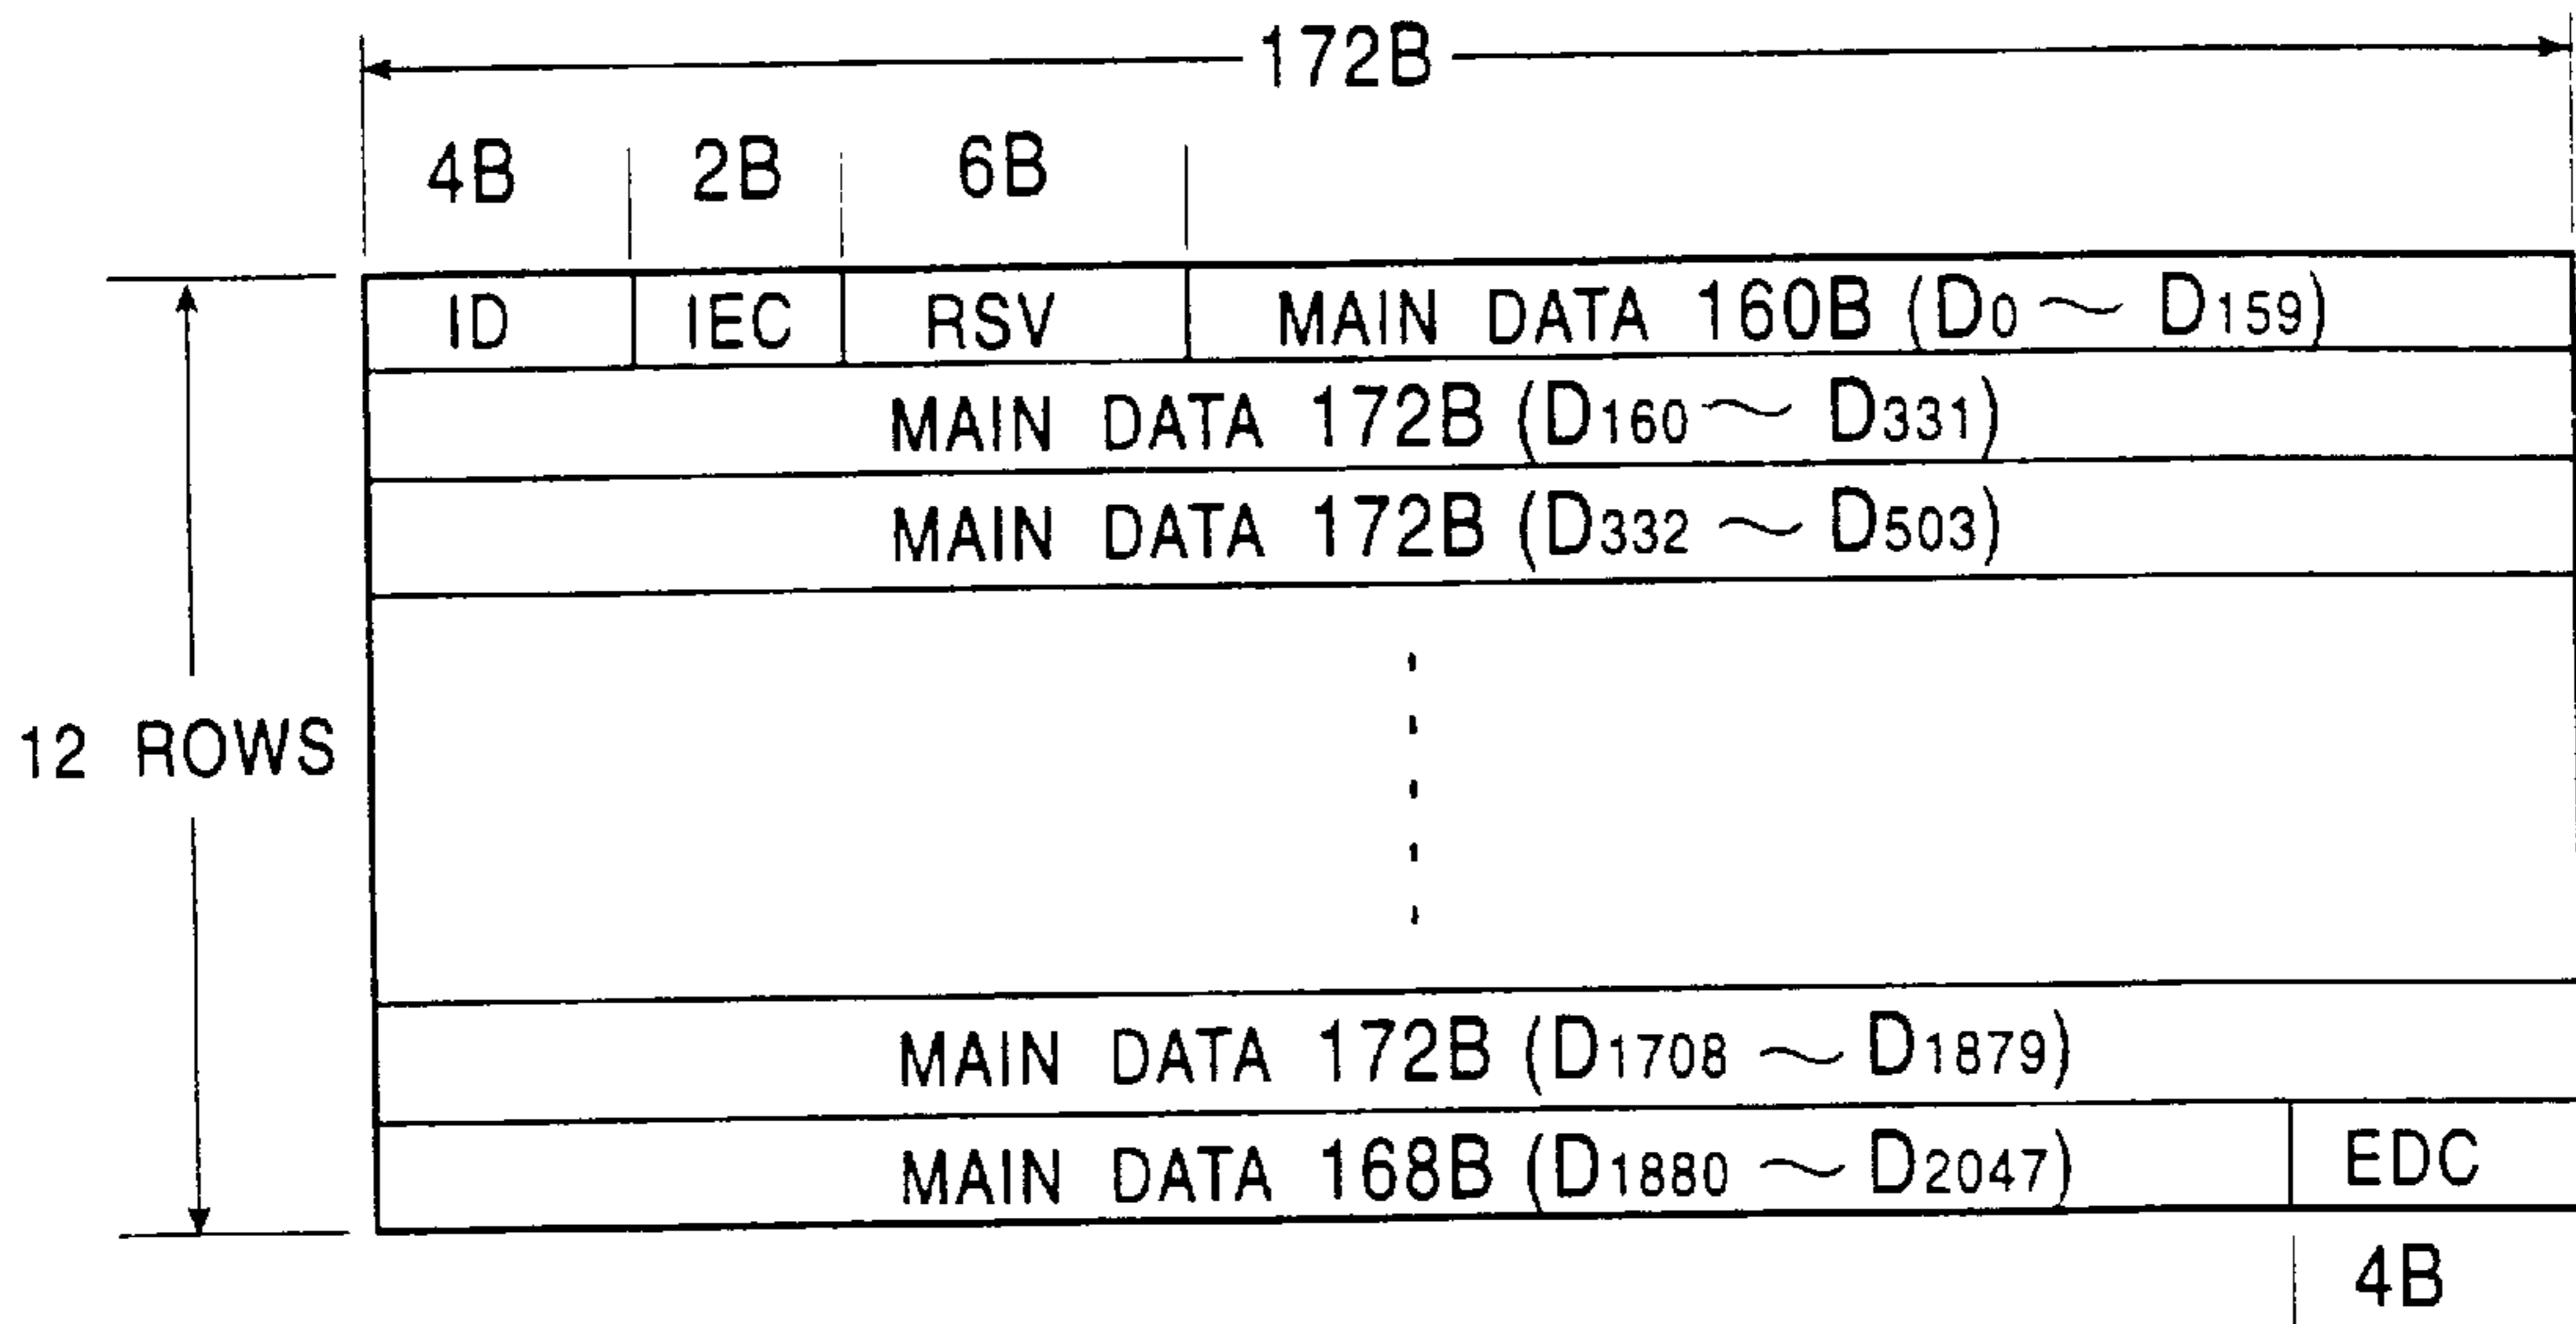 172B
4B 2B 6B
ID IEC RSV MAIN DATA 160B (D0 ~ D159)
MAIN DATA 172B (D160 ~ D331)
MAIN DATA 172B (D332 ~ D503)
12 ROWS
MAIN DATA 172B (D1708 ~ D1879)
MAIN DATA 168B (D1880 ~ D2047) EDC
4B